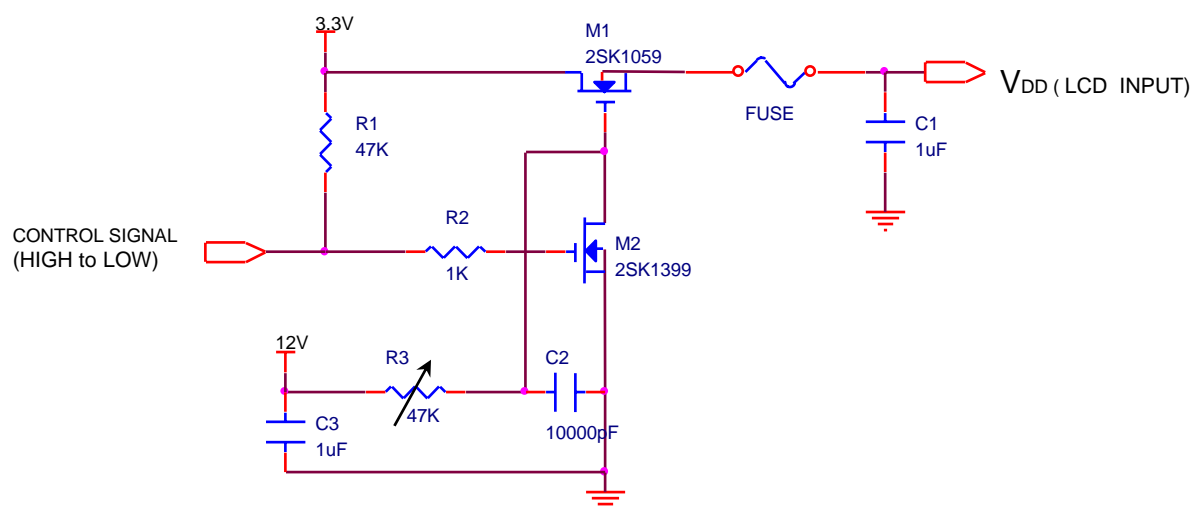 3.3V
M1
2SK1059
VDD ( LCD INPUT)
FUSE
R1
47K
C1
1uF
R2
CONTROL SIGNAL
(HIGH to LOW)
1K
M2
2SK1399
12V
R3
47K
C2
10000pF
C3
1uF